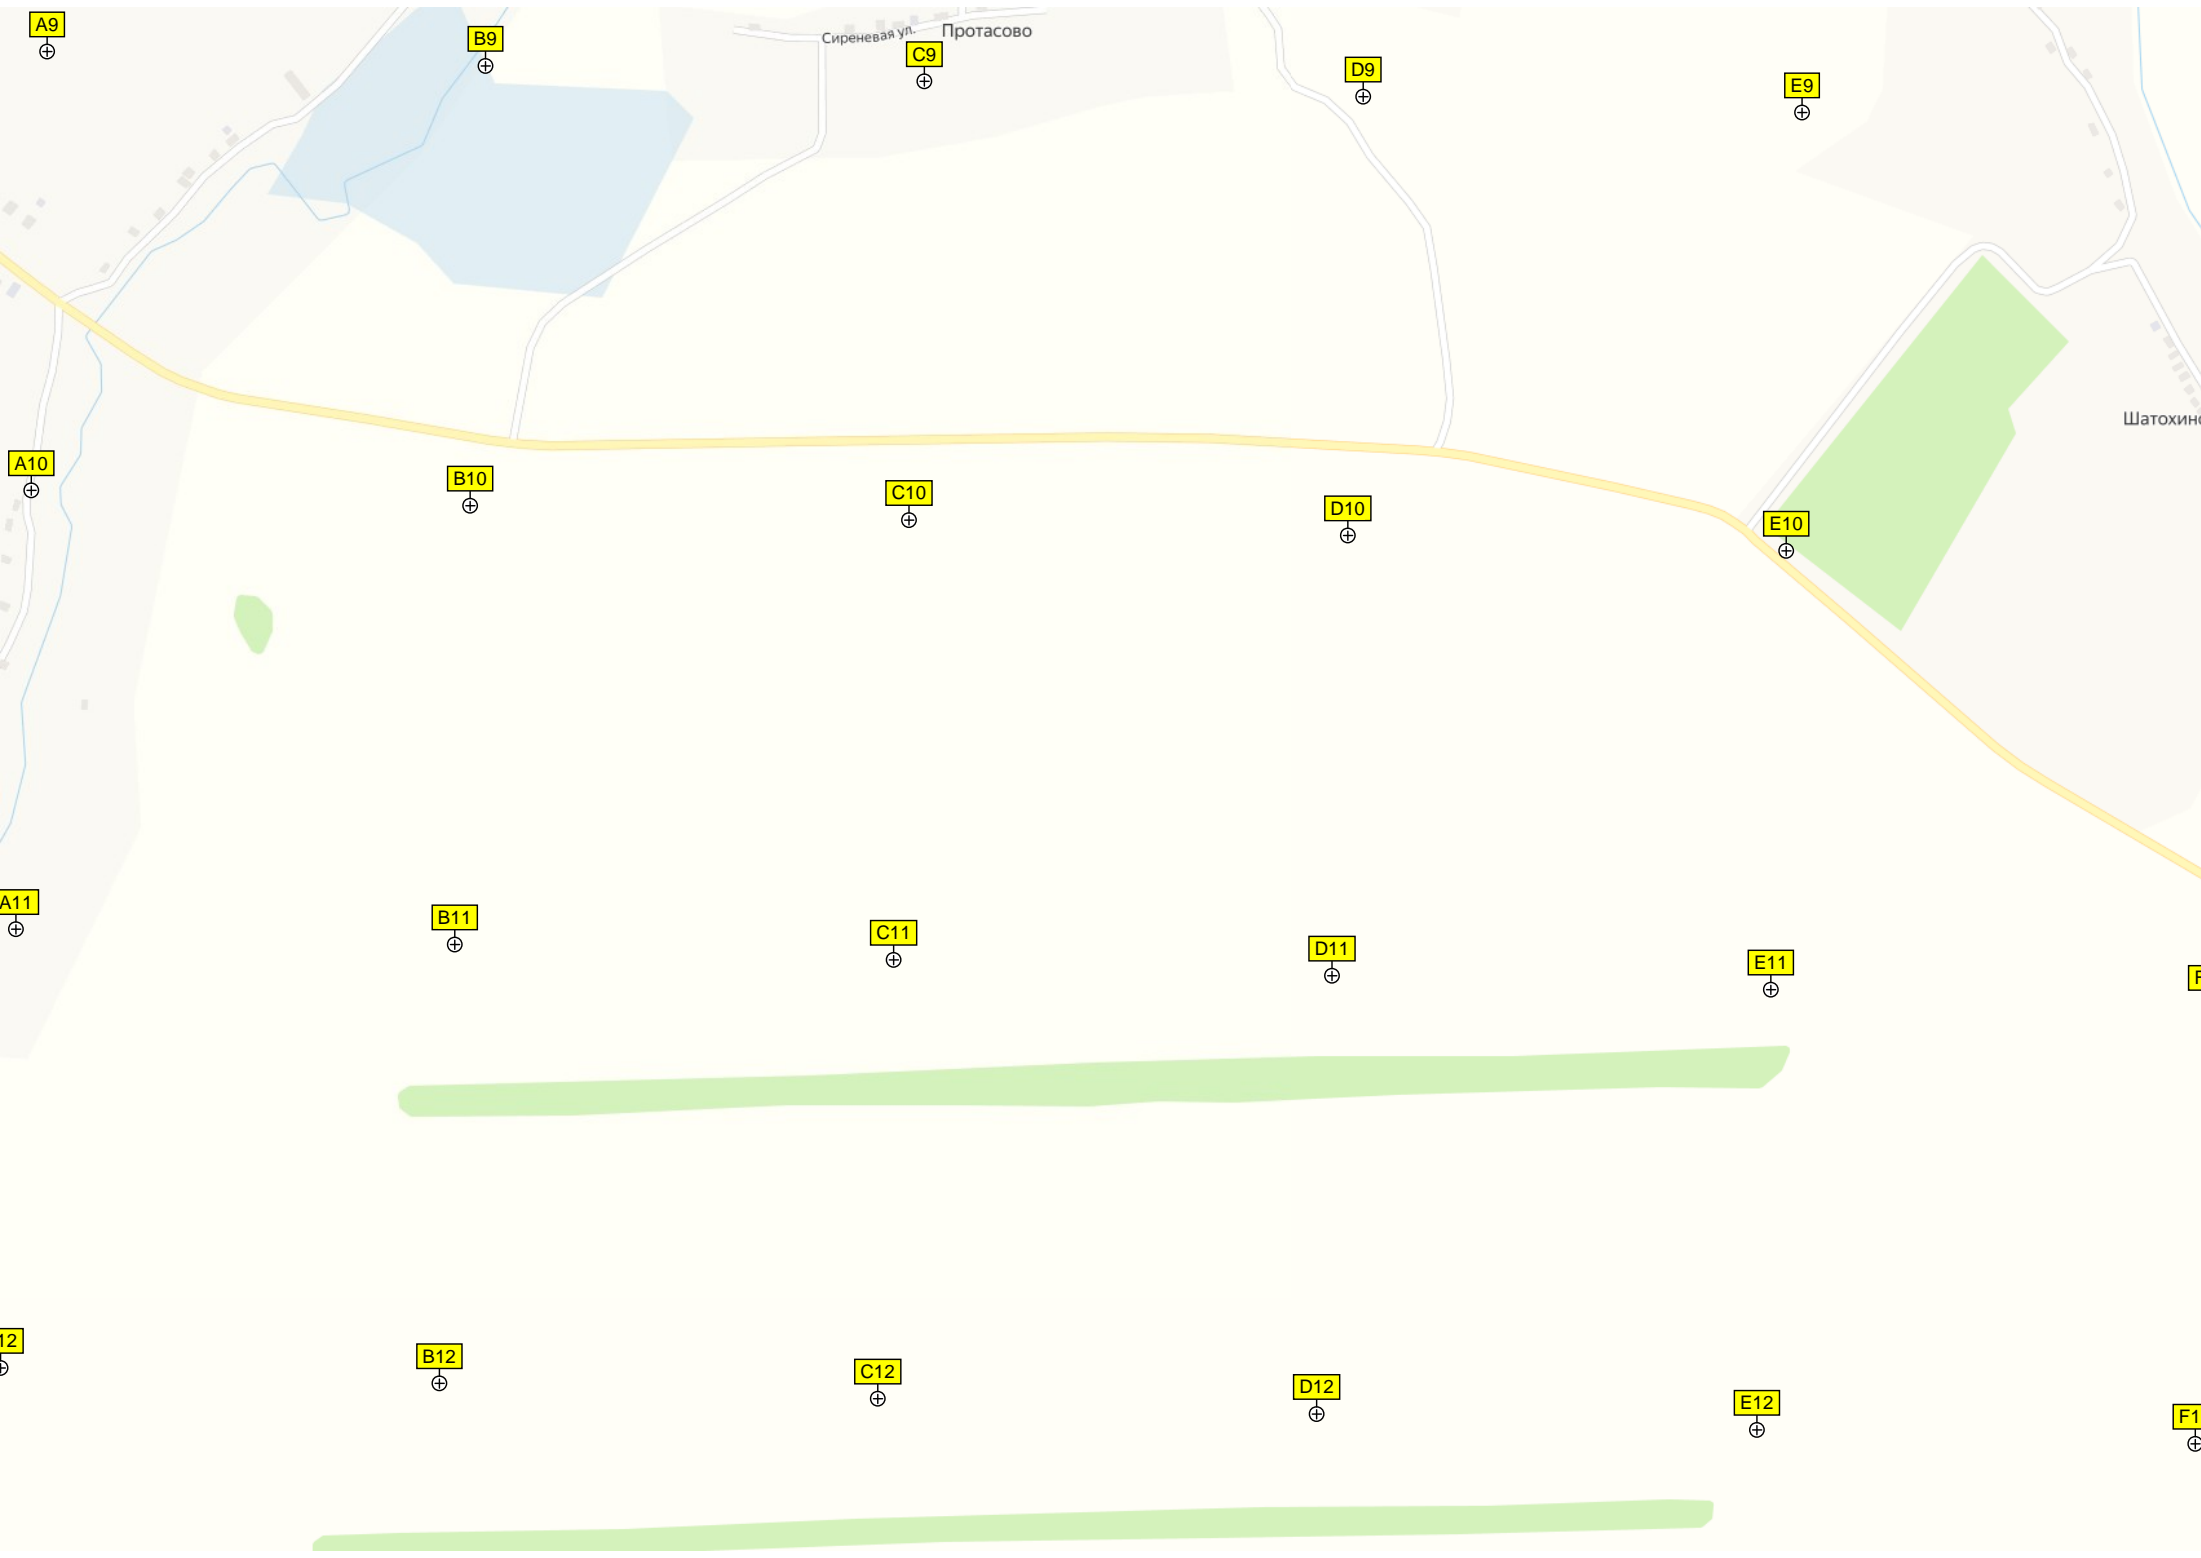 A9
B9
Сиреневая ул.
Протасово
C9
D9
E9
Шатохино
A10
B10
C10
D10
E10
A11
B11
C11
D11
E11
F
12
B12
C12
D12
E12
F1